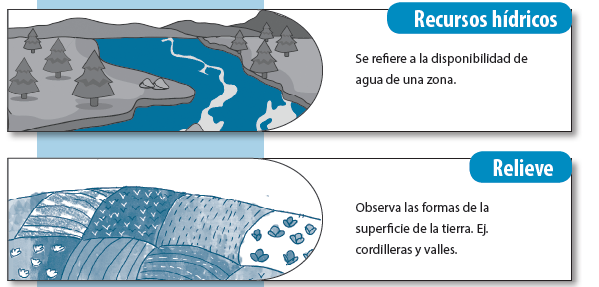 Recursos hídricos
Se refiere a la disponibilidad de
agua de una zona.
Relieve
Observa las formas de la
superficie de la tierra. Ej.
cordilleras y valles.